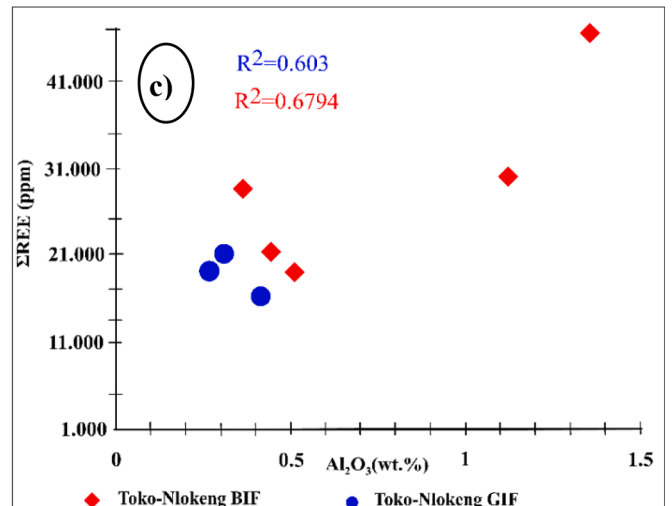 c)
R²=0.603
R²=0.6794
41.000
31.000
21.000
11.000
1.000
ΣREE (ppm)
0
0.5
1
1.5
Al₂O₃(wt.%)
Toko-Nlokeng BIF
Toko-Nlokeng GIF